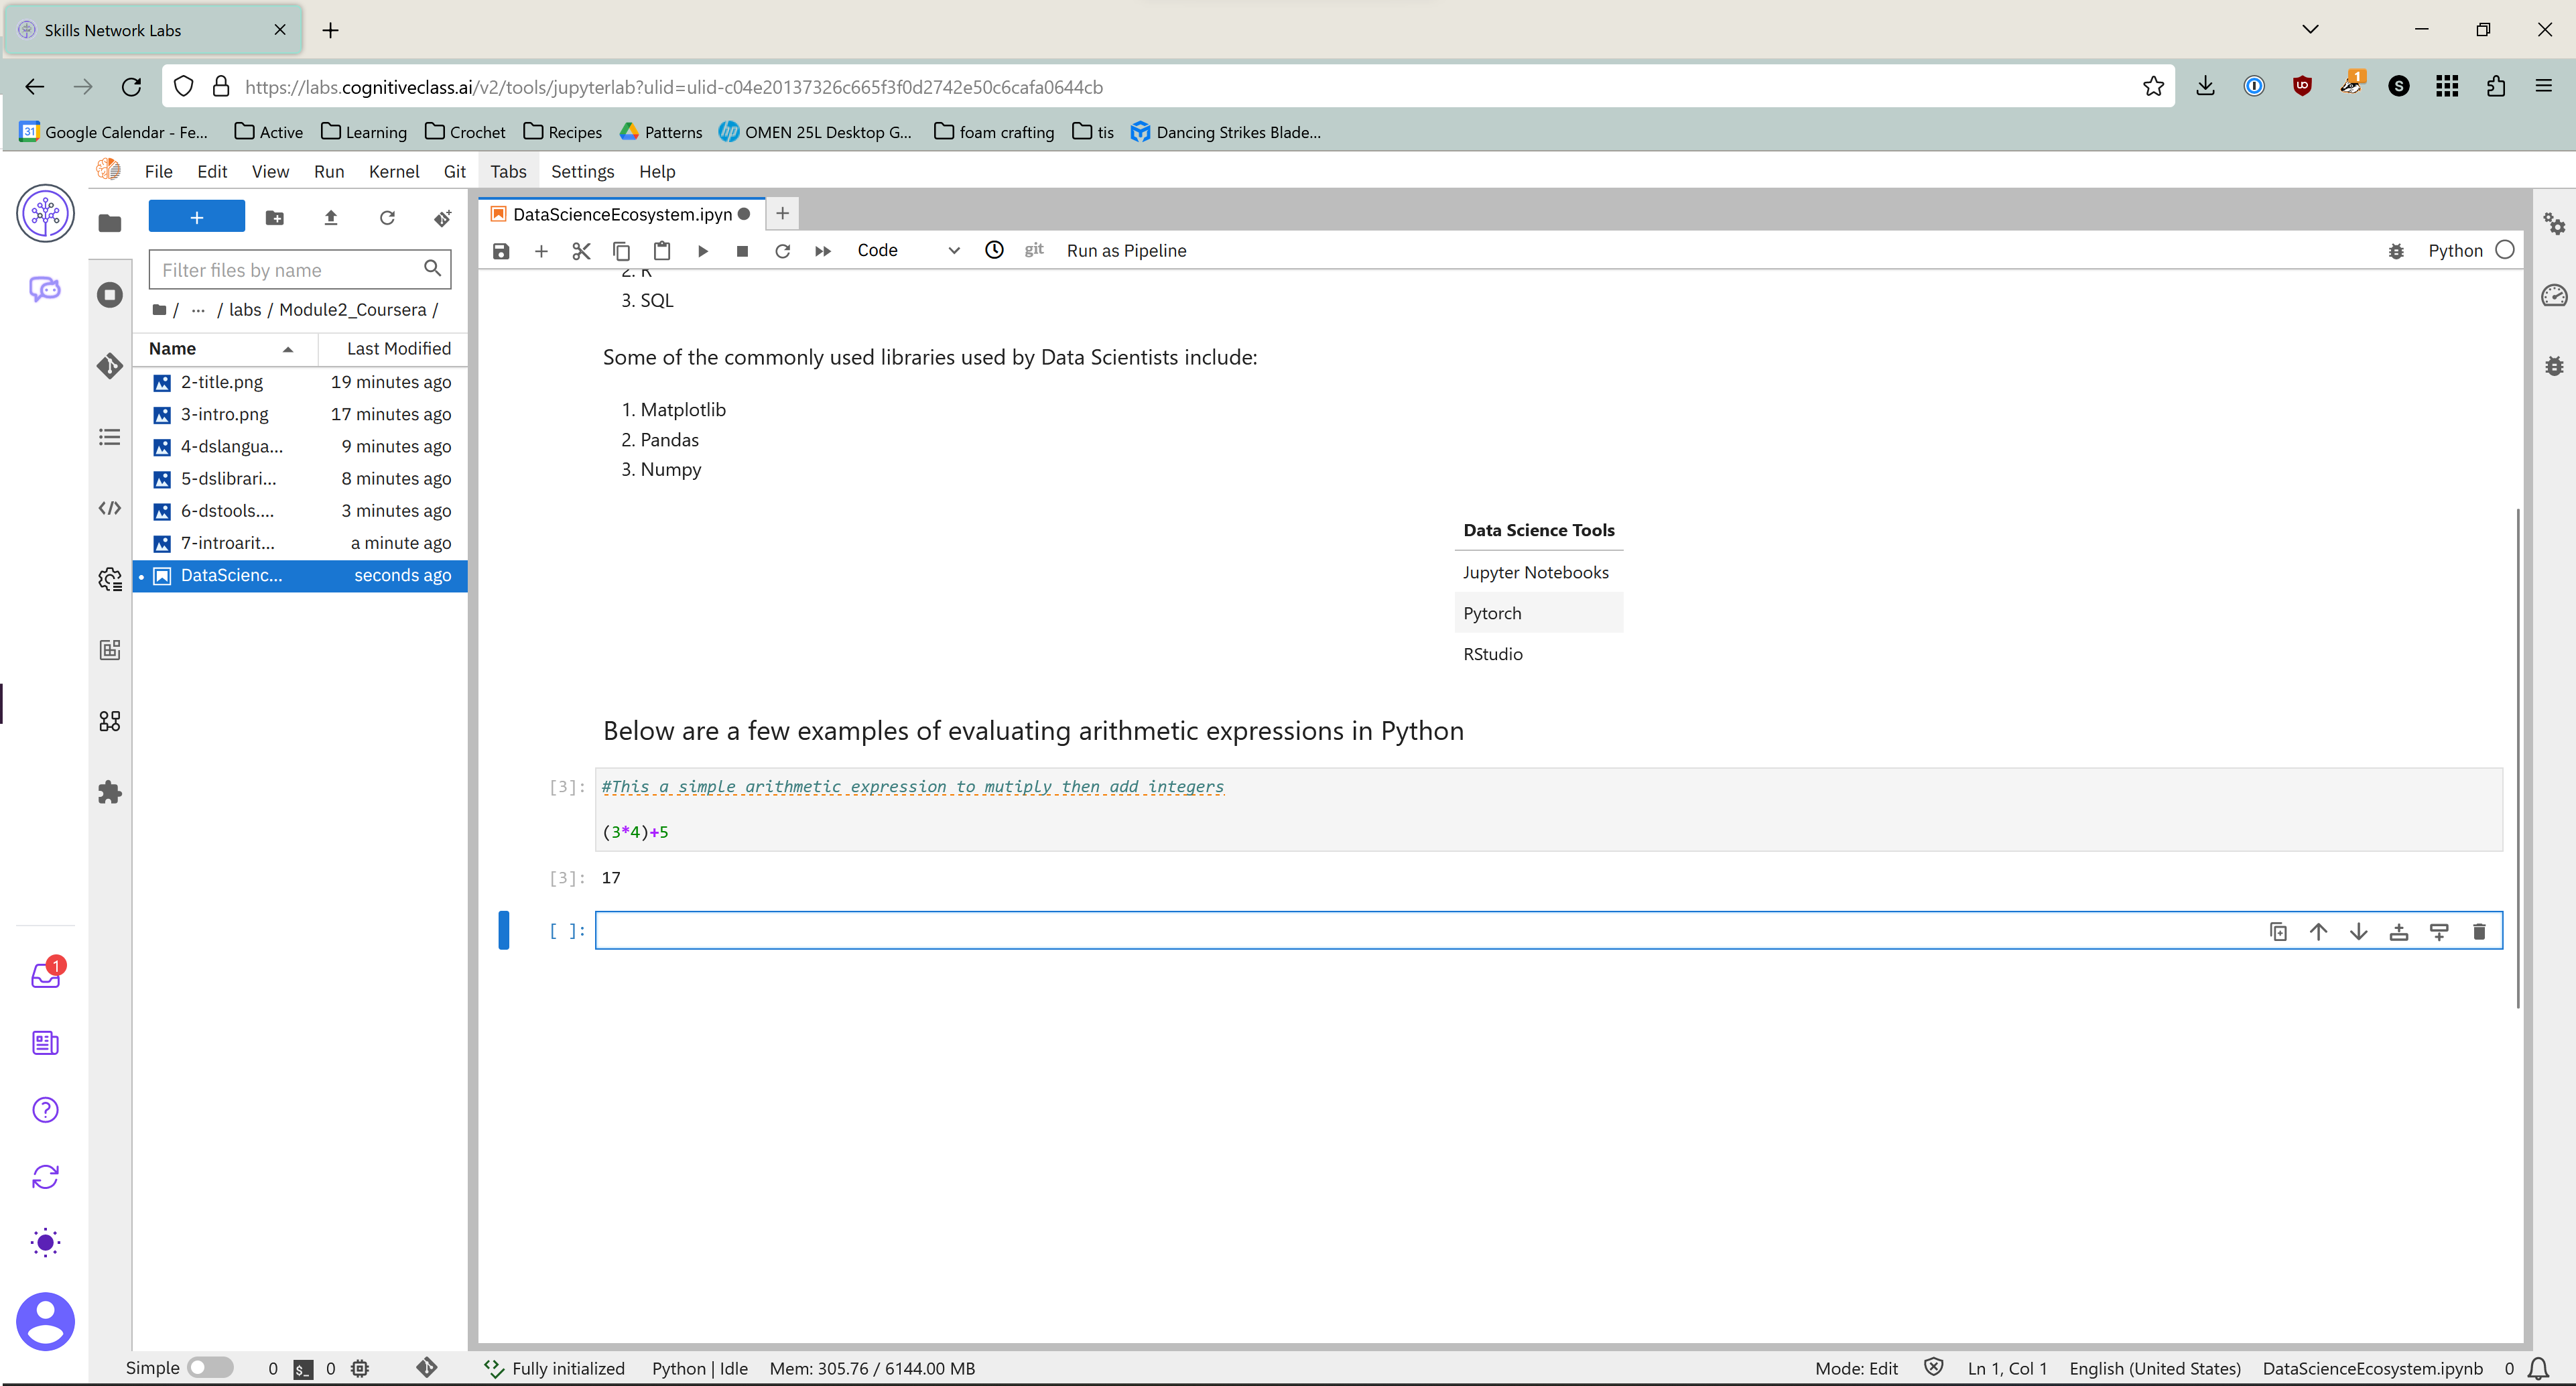 Skills Network Labs
https://labs.cognitiveclass.ai/v2/tools/jupyterlab?ulid=ulid-c04e20137326c665f3f0d2742e50c6cafa0644cb
1
S
31 Google Calendar - Fe... Active Learning Crochet Recipes Patterns hp OMEN 25L Desktop G... foam crafting tis Dancing Strikes Blade...
File Edit View Run Kernel Git Tabs Settings Help
DataScienceEcosystem.ipyn
Code git Run as Pipeline Python
Filter files by name
/ ... / labs / Module2_Coursera /
Name Last Modified
2-title.png 19 minutes ago
3-intro.png 17 minutes ago
4-dslangua... 9 minutes ago
5-dslibrari... 8 minutes ago
6-dstools.... 3 minutes ago
7-introarit... a minute ago
DataScienc... seconds ago
2. R
3. SQL
Some of the commonly used libraries used by Data Scientists include:
1. Matplotlib
2. Pandas
3. Numpy
Data Science Tools
Jupyter Notebooks
Pytorch
RStudio
Below are a few examples of evaluating arithmetic expressions in Python
[3]: #This a simple arithmetic expression to mutiply then add integers
(3*4)+5
[3]: 17
[ ]:
1
Simple 0 $_ 0 Fully initialized Python | Idle Mem: 305.76 / 6144.00 MB Mode: Edit Ln 1, Col 1 English (United States) DataScienceEcosystem.ipynb 0